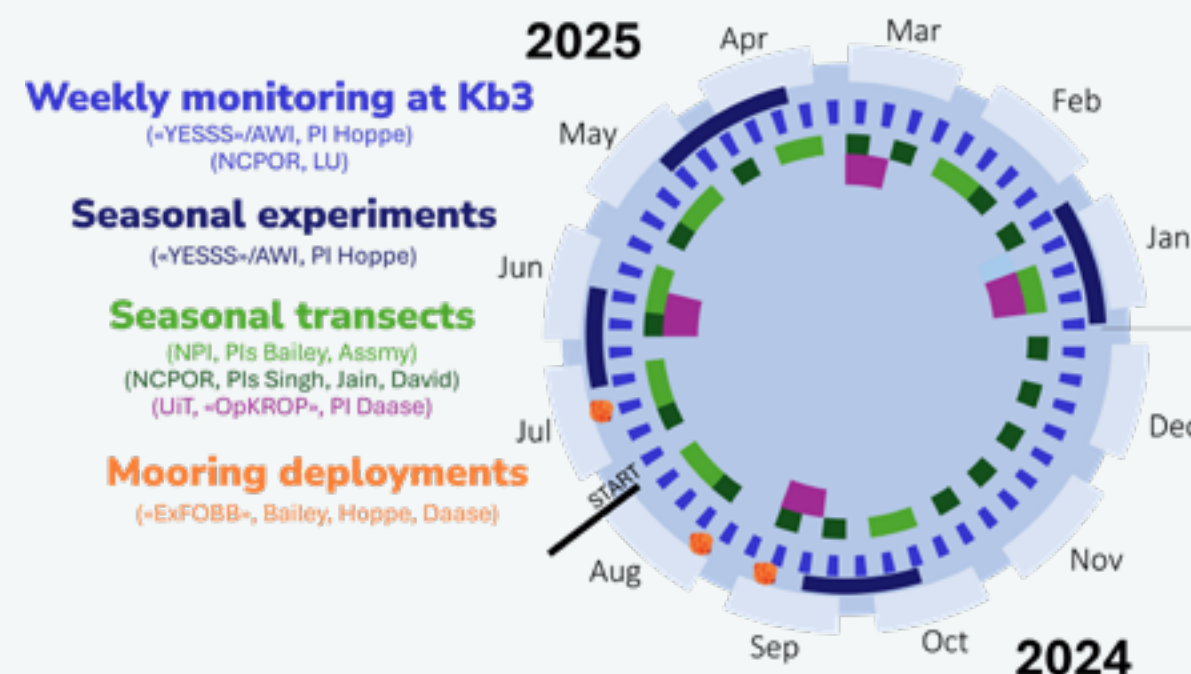 2025
Weekly monitoring at Kb3
(«YESSS»/AWI, PI Hoppe)
(NCPOR, LU)
Seasonal experiments
(«YESSS»/AWI, PI Hoppe)
Seasonal transects
(NPI, PIs Bailey, Assmy)
(NCPOR, PIs Singh, Jain, David)
(UiT, «OpKROP», PI Daase)
Mooring deployments
(«ExFOBB», Bailey, Hoppe, Daase)
Apr
Mar
Feb
Jan
Dec
Nov
Oct
Sep
Aug
START
Jul
Jun
May
2024